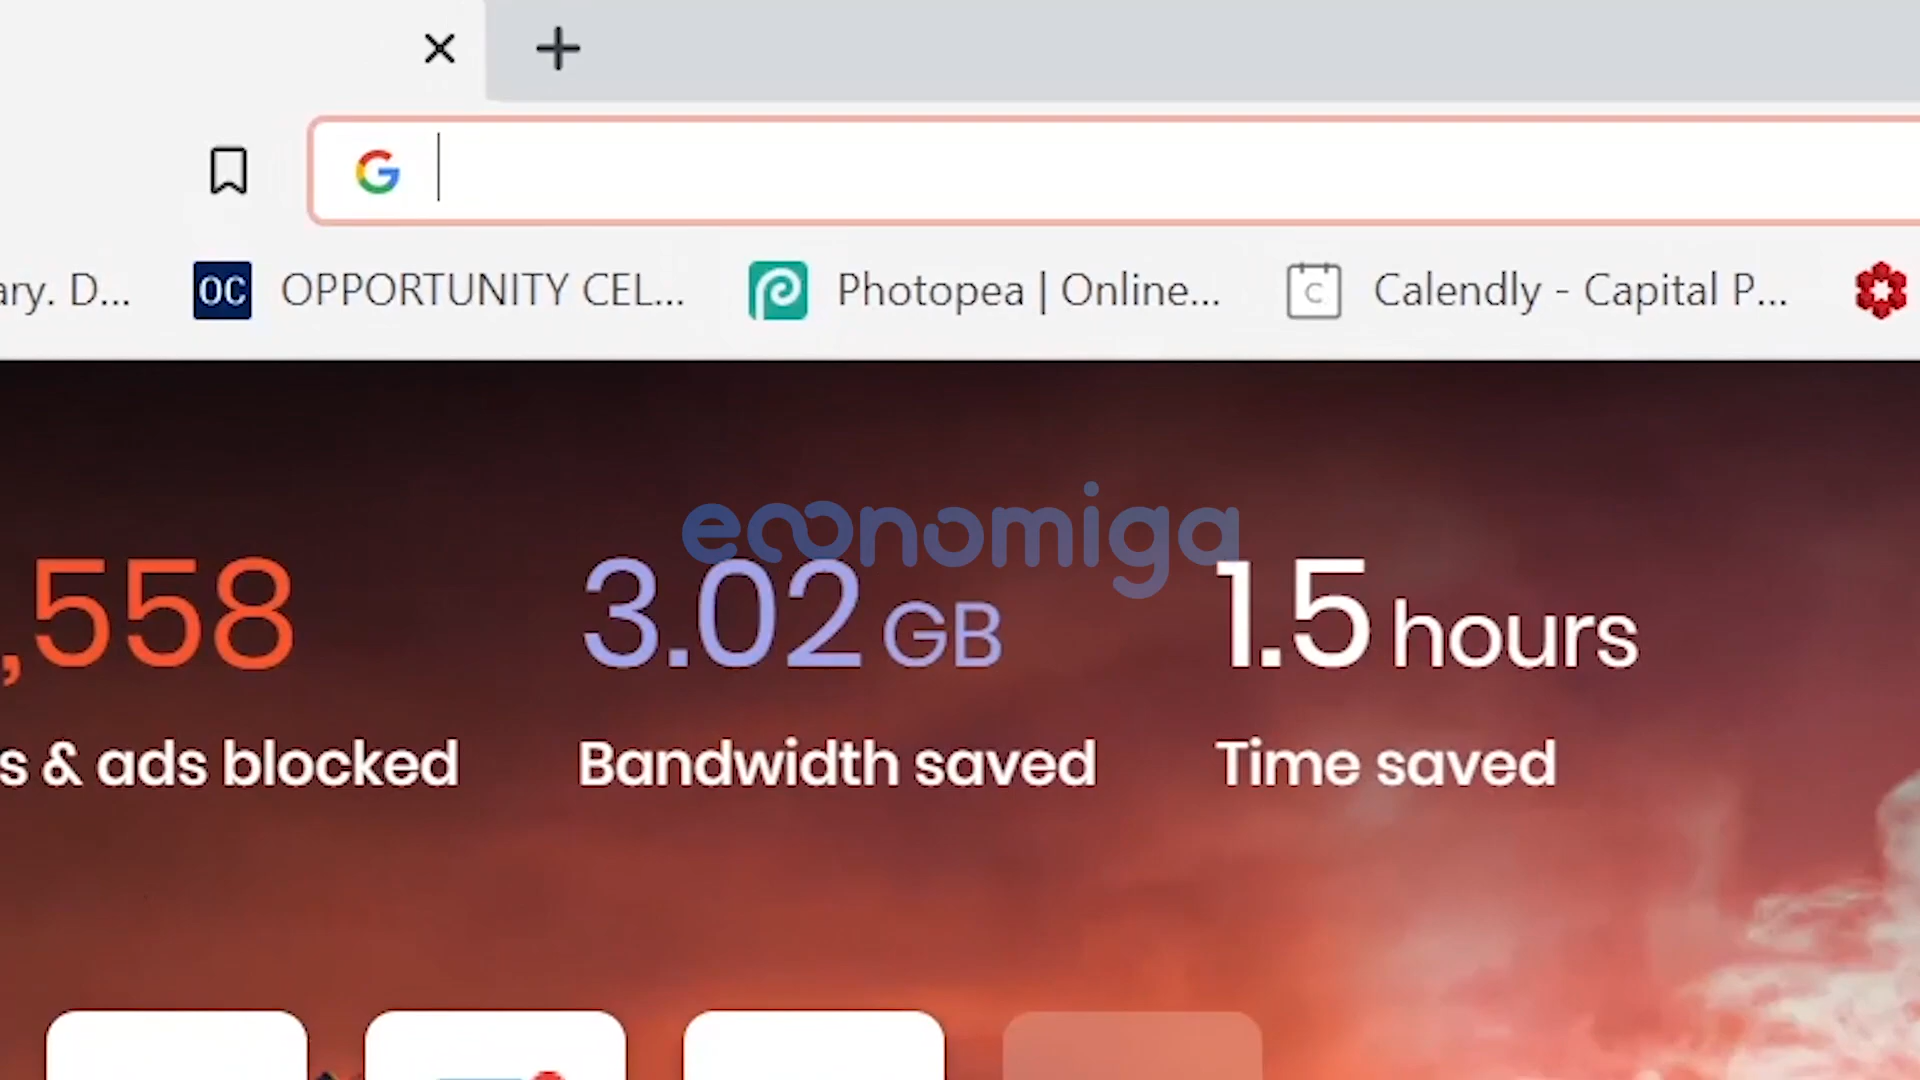 ary. D...
OC OPPORTUNITY CEL...
Photopea | Online...
C Calendly - Capital P...
economiga
,558
3.02 GB
1.5 hours
s & ads blocked
Bandwidth saved
Time saved